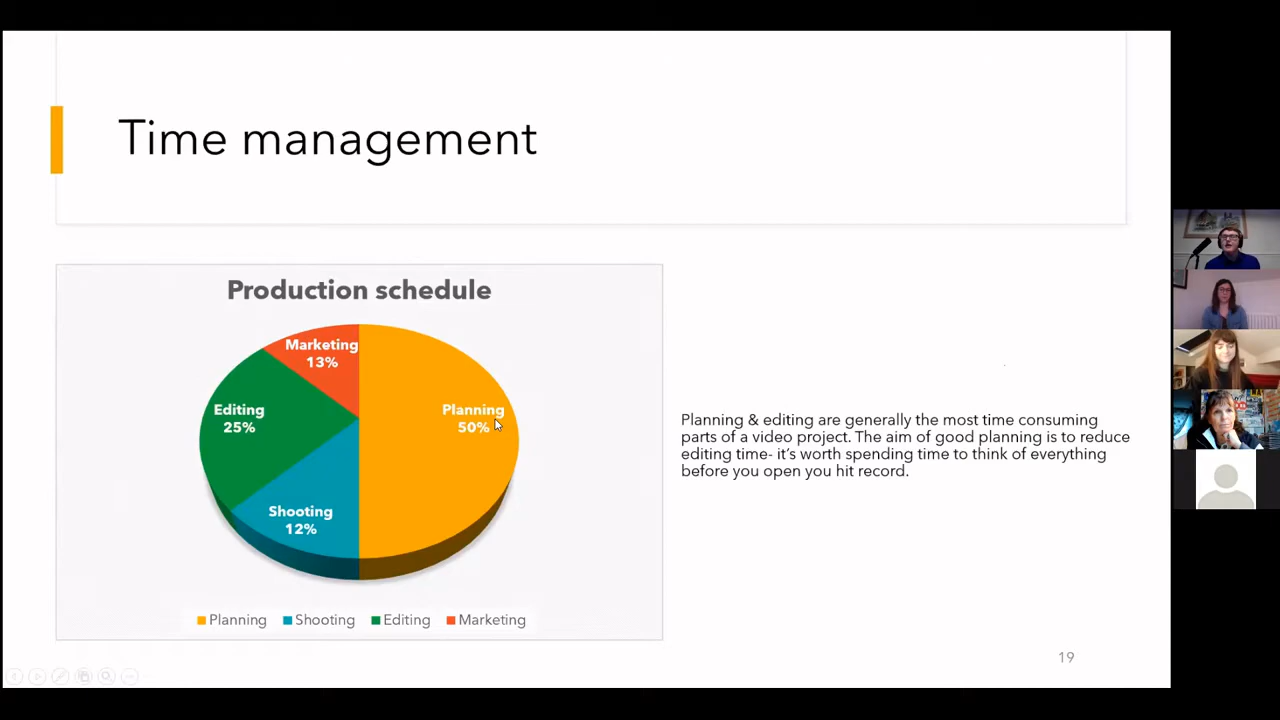 Time management
Production schedule
Marketing
13%
Planning
50%
Editing
25%
Shooting
12%
Planning Shooting Editing Marketing
Planning & editing are generally the most time consuming
parts of a video project. The aim of good planning is to reduce
editing time- it's worth spending time to think of everything
before you open you hit record.
19